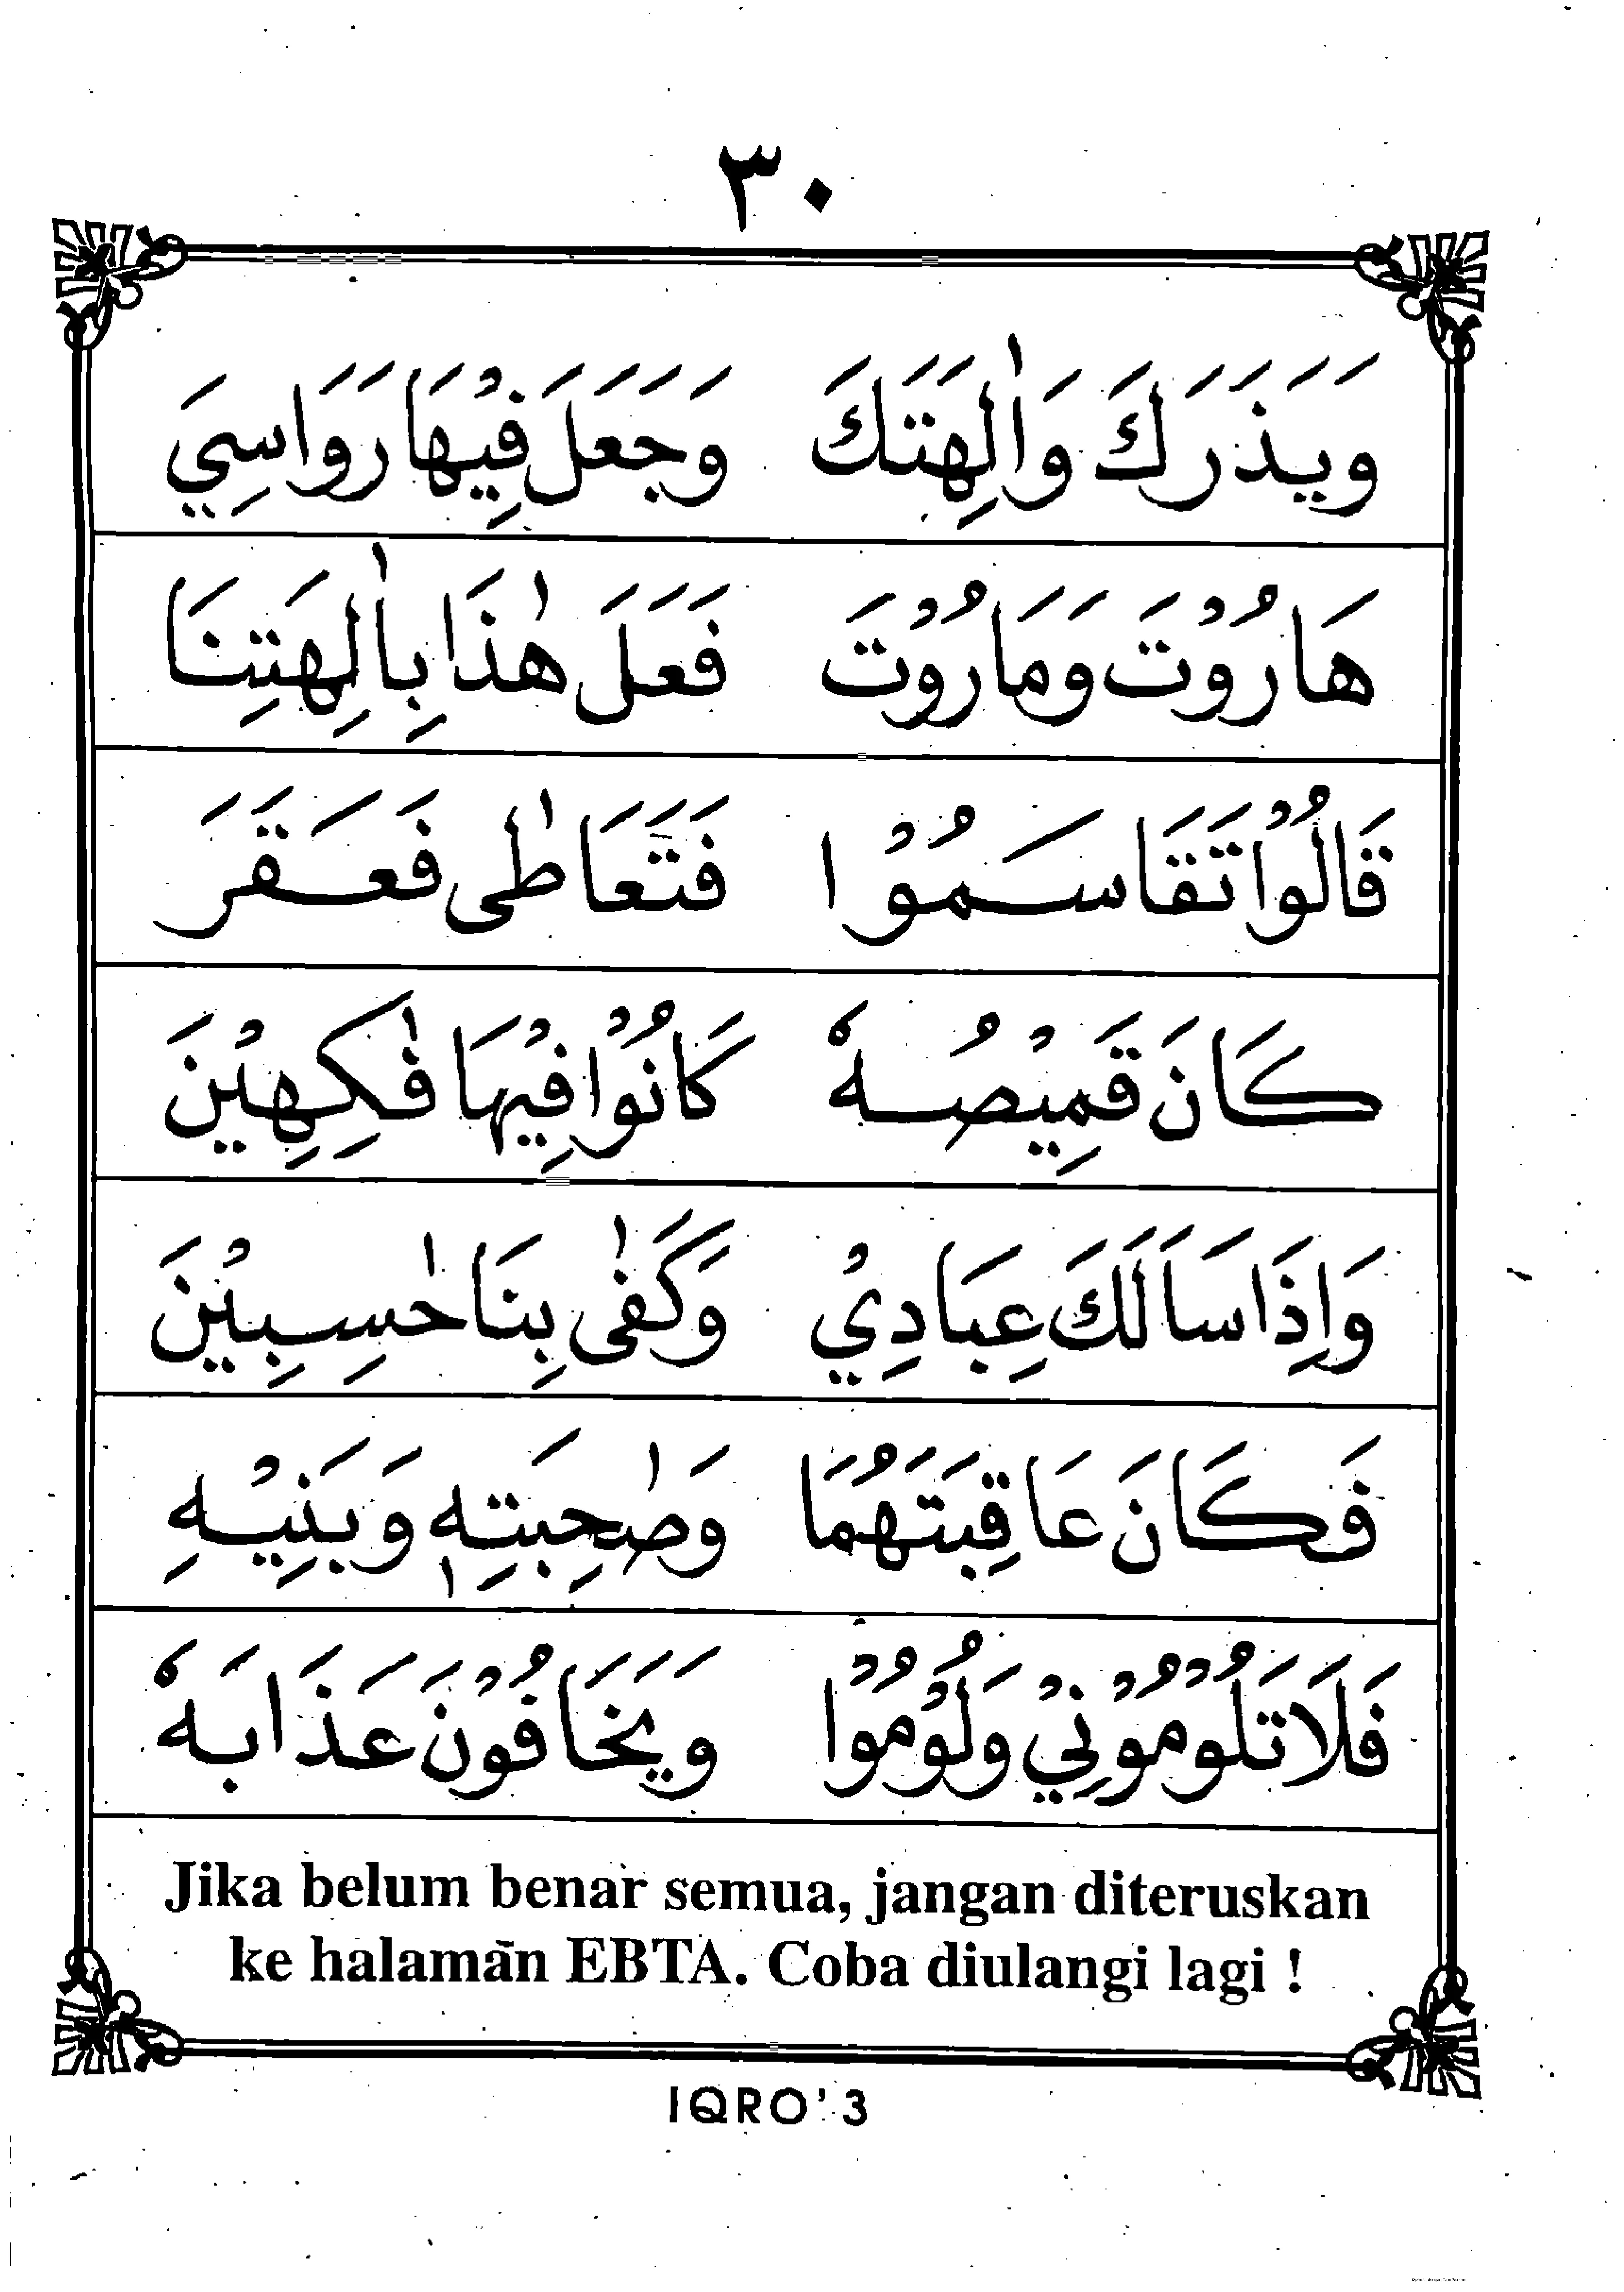 ٣٠
وَيَذَرَكَ وَاٰلِهَتَكَ وَجَعَلَ فِيْهَا رَوَاسِيَ
هَارُوْتَ وَمَارُوْتَ فَعَلَ هٰذَا بِاٰلِهَتِنَا
قَالُوْا تَقَاسَمُوْا فَتَعَاطٰى فَعَقَرَ
كَانَ قَمِيْصُهٗ كَانُوْا فِيْهَا فٰكِهِيْنَ
وَاِذَا سَاَلَكَ عِبَادِيْ وَكَفٰى بِنَا حٰسِبِيْنَ
فَكَانَ عَاقِبَتَهُمَا وَصٰحِبَتِهٖ وَبَنِيْهِ
فَلَا تَلُوْمُوْنِيْ وَلُوْمُوْا وَيَخَافُوْنَ عَذَابَهٗ
Jika belum benar semua, jangan diteruskan
ke halaman EBTA. Coba diulangi lagi !
IQRO' 3